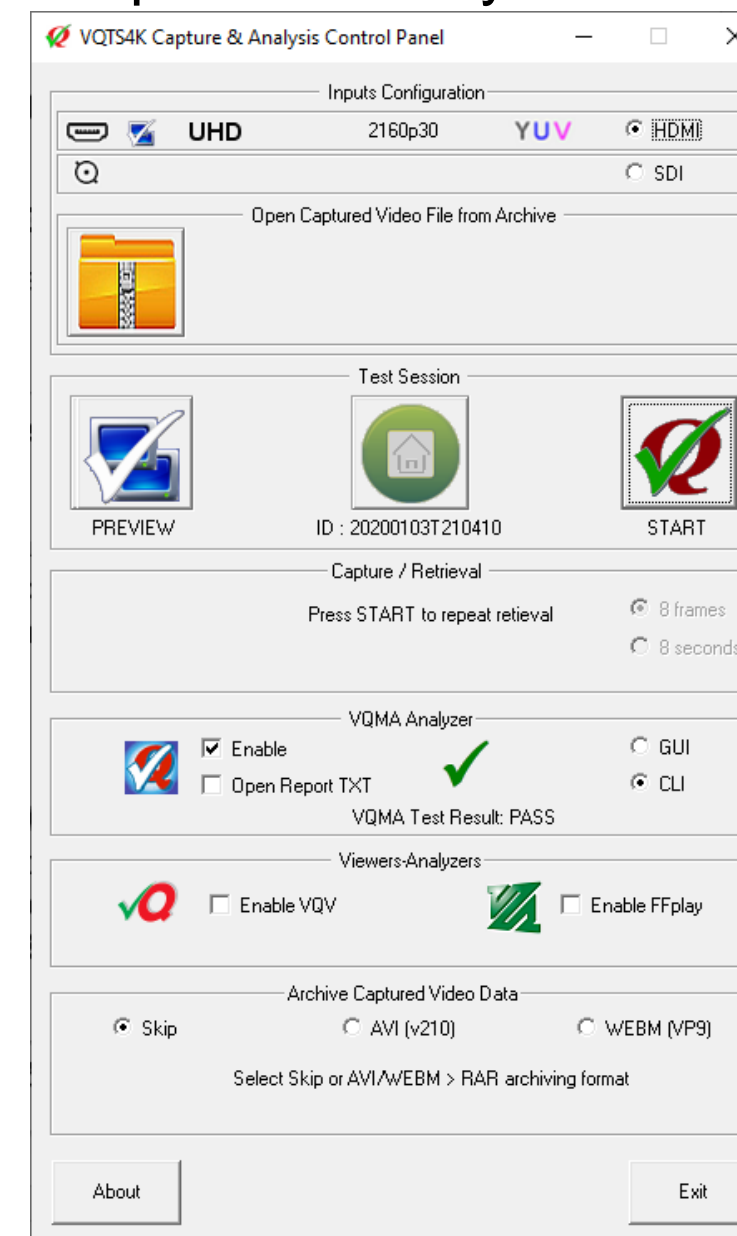 VQTS4K Capture & Analysis Control Panel
Inputs Configuration
UHD 2160p30 YUV HDMI
SDI
Open Captured Video File from Archive
Test Session
PREVIEW ID : 20200103T210410 START
Capture / Retrieval
Press START to repeat retieval
8 frames
8 seconds
VQMA Analyzer
Enable GUI
Open Report TXT CLI
VQMA Test Result: PASS
Viewers-Analyzers
Enable VQV Enable FFplay
Archive Captured Video Data
Skip AVI (v210) WEBM (VP9)
Select Skip or AVI/WEBM > RAR archiving format
About Exit